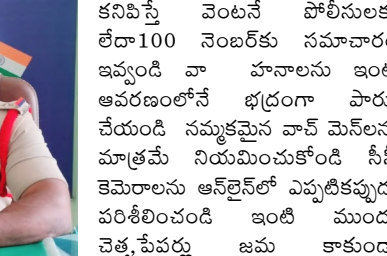 కనిపిస్తే వెంటనే పోలీసులక
లేదా100 నెంబర్‌కు సమాచార
ఇవ్వండి వా హనాలను ఇంట
ఆవరణంలోనే భద్రంగా పార్క
చేయండి నమ్మకమైన వాచ్ మెన్‌లన
మాత్రమే నియమించుకోండి సీస
కెమెరాలను ఆన్‌లైన్‌లో ఎప్పటికప్పుడ
పరిశీలించండి ఇంటి ముంద
చెత్త,పేపర్లు జమ కాకుండ